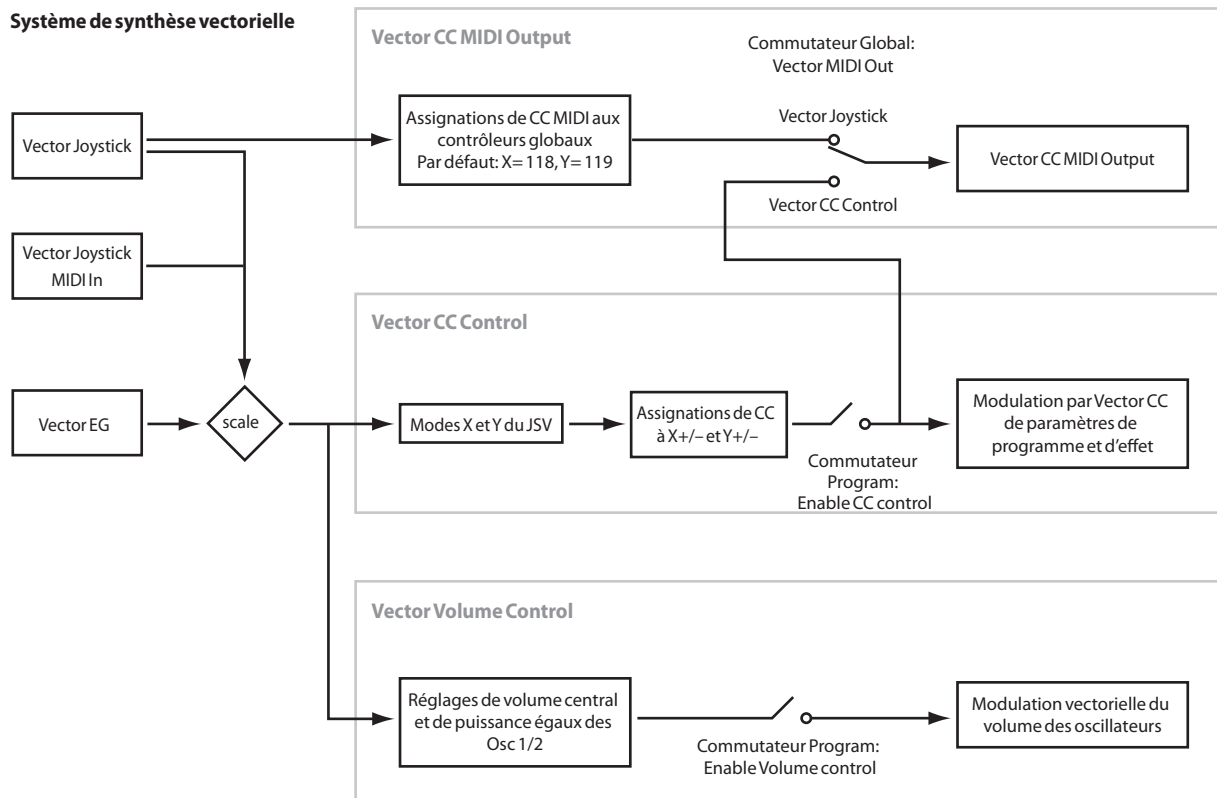 Système de synthèse vectorielle
Vector CC MIDI Output
Commutateur Global:
Vector MIDI Out
Vector Joystick
Assignations de CC MIDI aux
contrôleurs globaux
Par défaut: X= 118, Y= 119
Vector Joystick
Vector CC MIDI Output
Vector CC Control
Vector Joystick
MIDI In
Vector CC Control
Vector EG
scale
Modes X et Y du JSV
Assignations de CC
à X+/– et Y+/–
Commutateur
Program:
Enable CC control
Modulation par Vector CC
de paramètres de
programme et d'effet
Vector Volume Control
Réglages de volume central
et de puissance égaux des
Osc 1/2
Commutateur Program:
Enable Volume control
Modulation vectorielle du
volume des oscillateurs